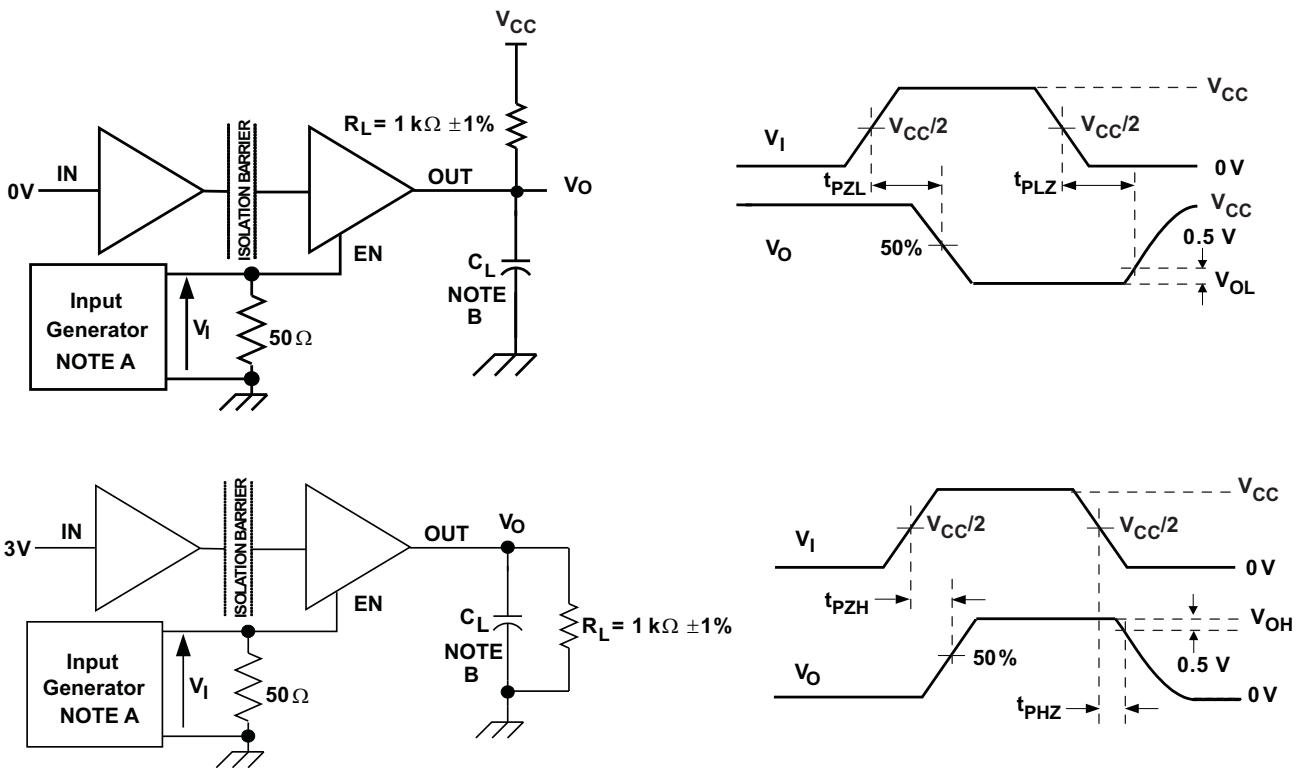 VCC
RL = 1 kΩ ±1%
IN
0V
ISOLATION BARRIER
OUT
VO
EN
CL
NOTE
B
Input
Generator
NOTE A
VI
50Ω
VCC
VI
VCC/2
VCC/2
0 V
tPZL
tPLZ
VCC
VO
50%
0.5 V
VOL
IN
3V
ISOLATION BARRIER
OUT
VO
EN
CL
NOTE
B
RL = 1 kΩ ±1%
Input
Generator
NOTE A
VI
50Ω
VCC
VI
VCC/2
VCC/2
0 V
tPZH
VOH
VO
50%
0.5 V
tPHZ
0 V